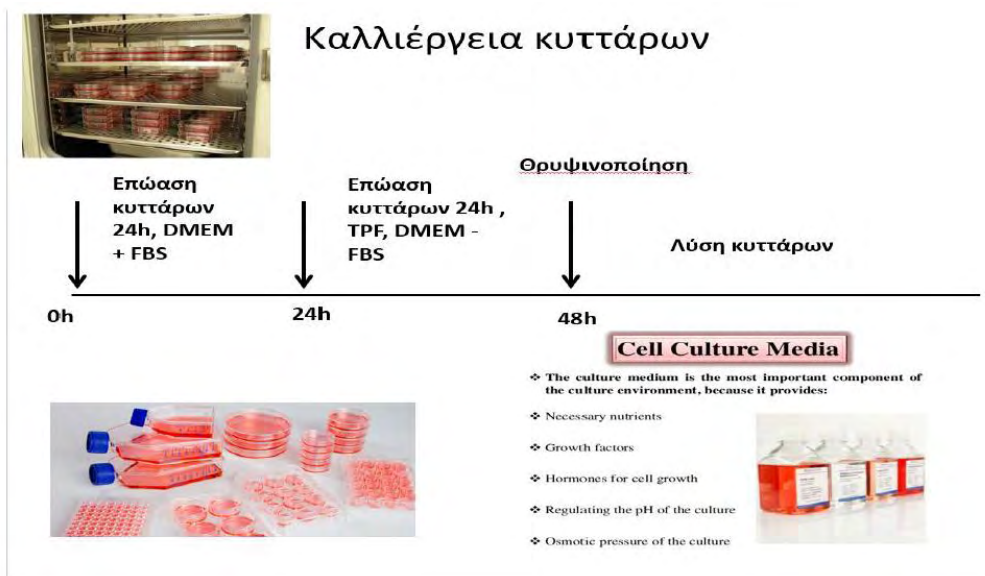 Καλλιέργεια κυττάρων
Θρυψινοποίηση
Επώαση
κυττάρων
24h, DMEM
+ FBS
Επώαση
κυττάρων 24h ,
TPF, DMEM -
FBS
Λύση κυττάρων
0h
24h
48h
Cell Culture Media
❖ The culture medium is the most important component of
the culture environment, because it provides:
❖ Necessary nutrients
❖ Growth factors
❖ Hormones for cell growth
❖ Regulating the pH of the culture
❖ Osmotic pressure of the culture